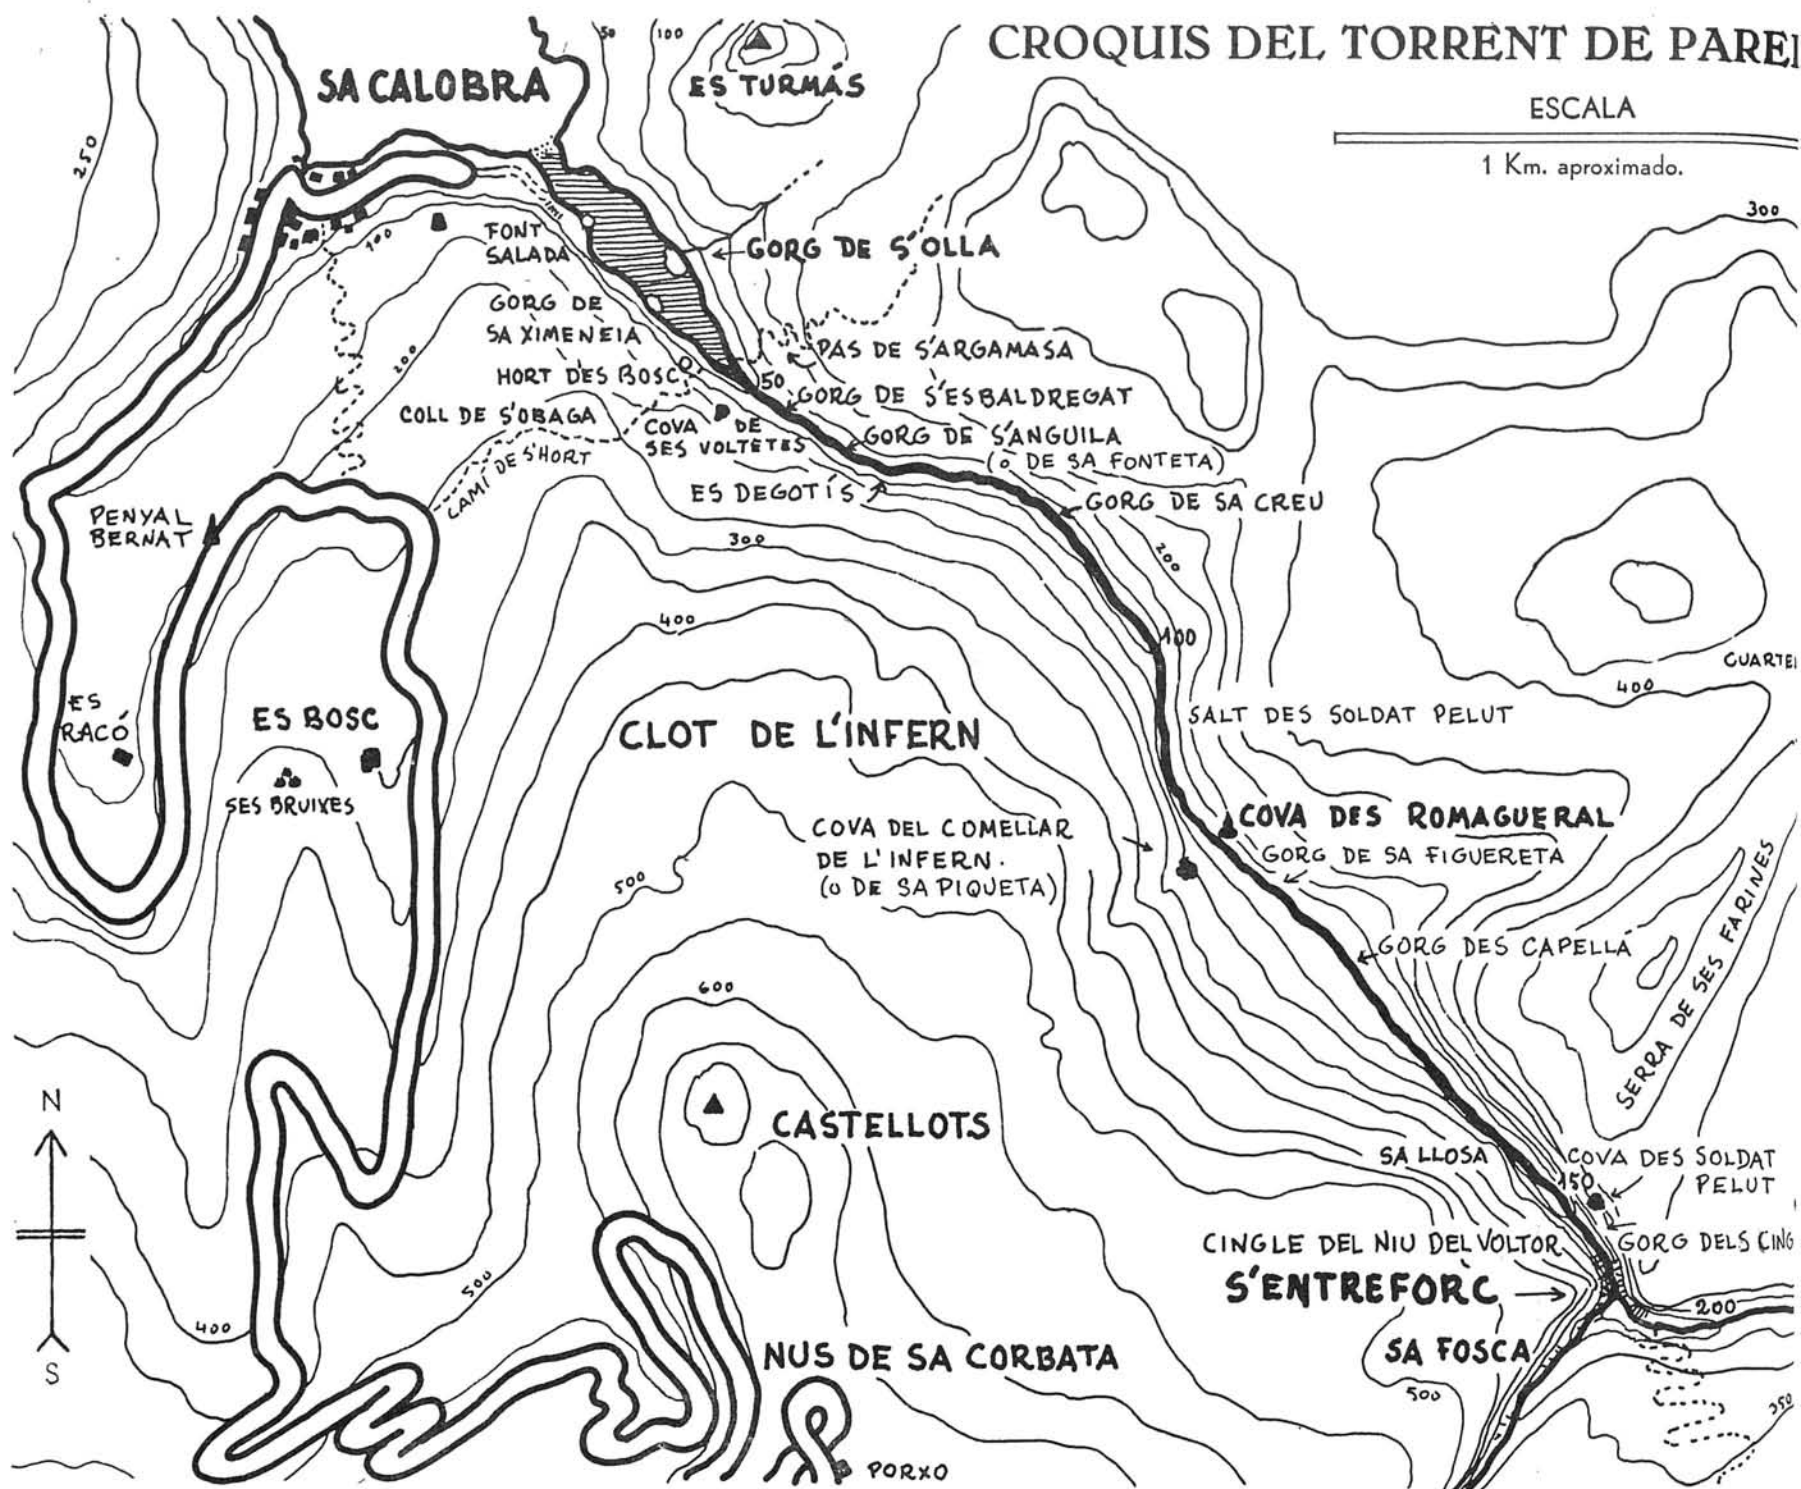 CROQUIS DEL TORRENT DE PAREI
ESCALA
1 Km. aproximado.
50
100
ES TURMÁS
SA CALOBRA
250
300
100
FONT
SALADA
GORG DE S'OLLA
GORG DE
SA XIMENEIA
200
PAS DE S'ARGAMASA
HORT D'ES BOSC
50
GORG DE S'ESBALDREGAT
COLL DE S'OBAGA
COVA DE
SES VOLTETES
GORG DE S'ANGUILA
(o DE SA FONTETA)
CAMÍ DE S'HORT
ES DEGOTÍS
GORG DE SA CREU
PENYAL
BERNAT
300
200
400
100
CUARTE
400
ES
RACÓ
ES BOSC
CLOT DE L'INFERN
SALT DES SOLDAT PELUT
SES BRUIXES
COVA DES ROMAGUERAL
COVA DEL COMELLAR
DE L'INFERN.
(o DE SA PIQUETA)
GORG DE SA FIGUERETA
500
GORG DES CAPELLÁ
SERRA DE SES FARINES
600
N
CASTELLOTS
SA LLOSA
COVA DES SOLDAT
PELUT
150
CINGLE DEL NIU DEL VOLTOR
GORG DELS CING
S'ENTREFORC
500
200
400
S
NUS DE SA CORBATA
SA FOSCA
500
350
PORXO